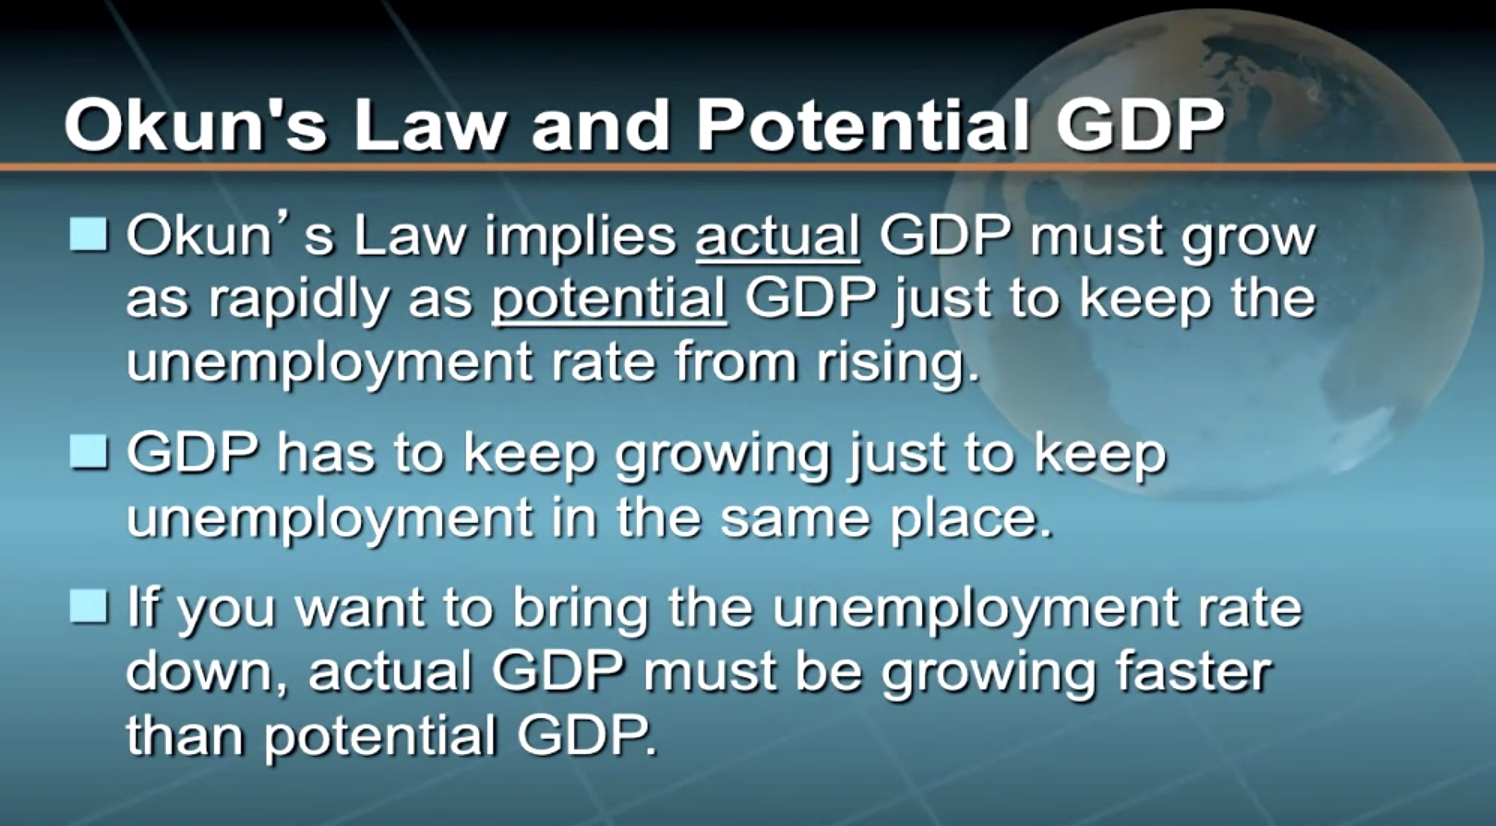 Okun's Law and Potential GDP
Okun’s Law implies actual GDP must grow
as rapidly as potential GDP just to keep the
unemployment rate from rising.
GDP has to keep growing just to keep
unemployment in the same place.
If you want to bring the unemployment rate
down, actual GDP must be growing faster
than potential GDP.